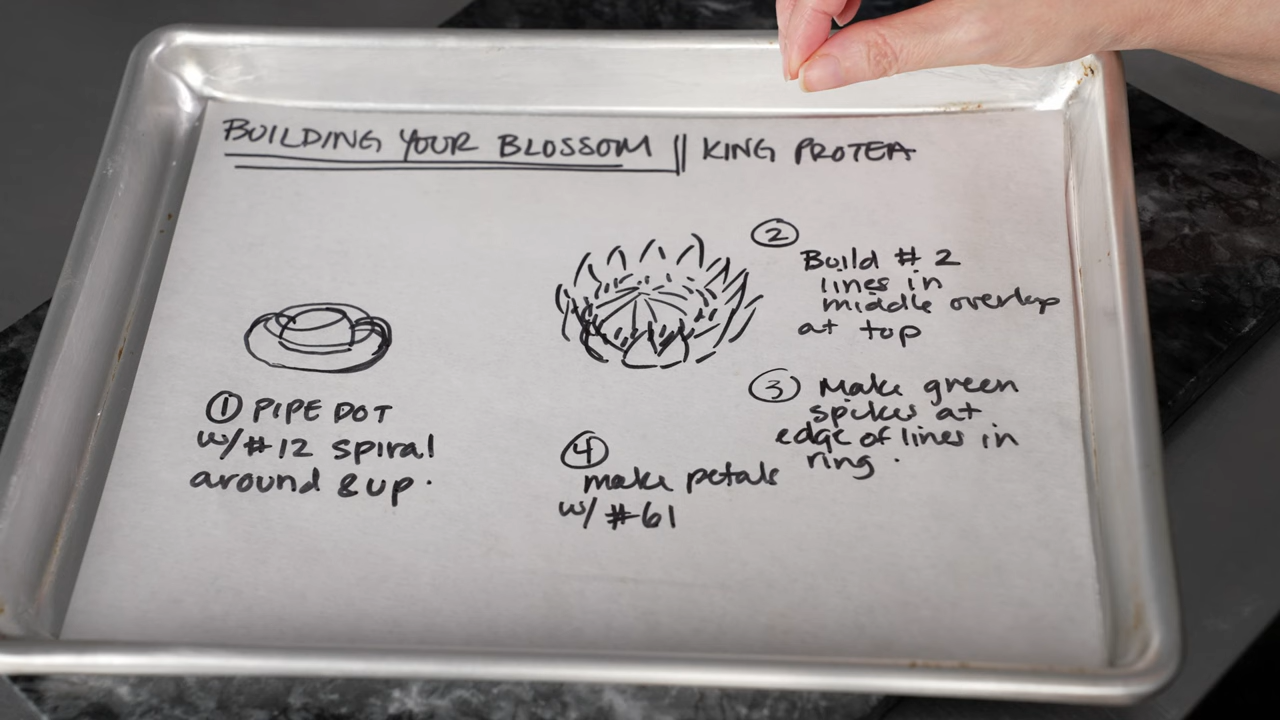 BUILDING YOUR BLOSSOM || KING PROTEA
① PIPE DOT
w/ #12 spiral
around & up.
②
Build # 2
lines in
middle overlap
at top
③ Make green
spikes at
edge of lines in
ring.
④
make petals
w/ #61